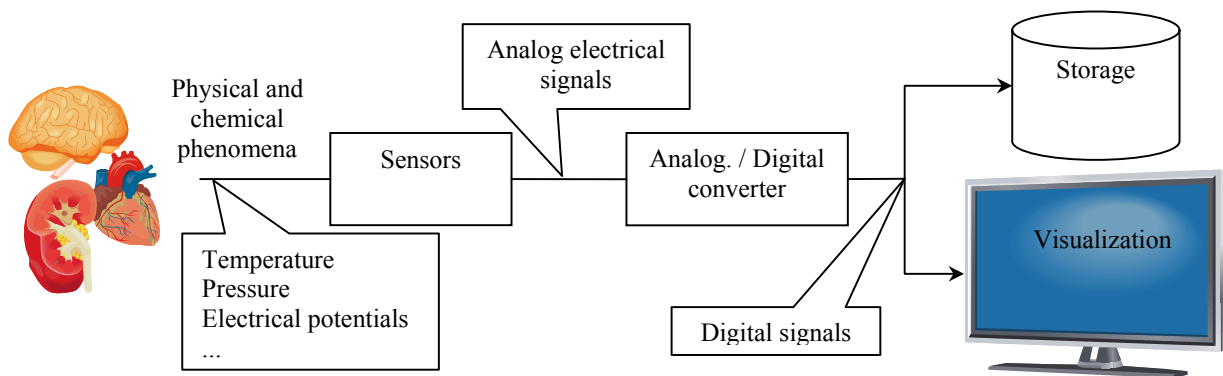 Physical and
chemical
phenomena
Temperature
Pressure
Electrical potentials
...
Sensors
Analog electrical
signals
Analog. / Digital
converter
Digital signals
Storage
Visualization